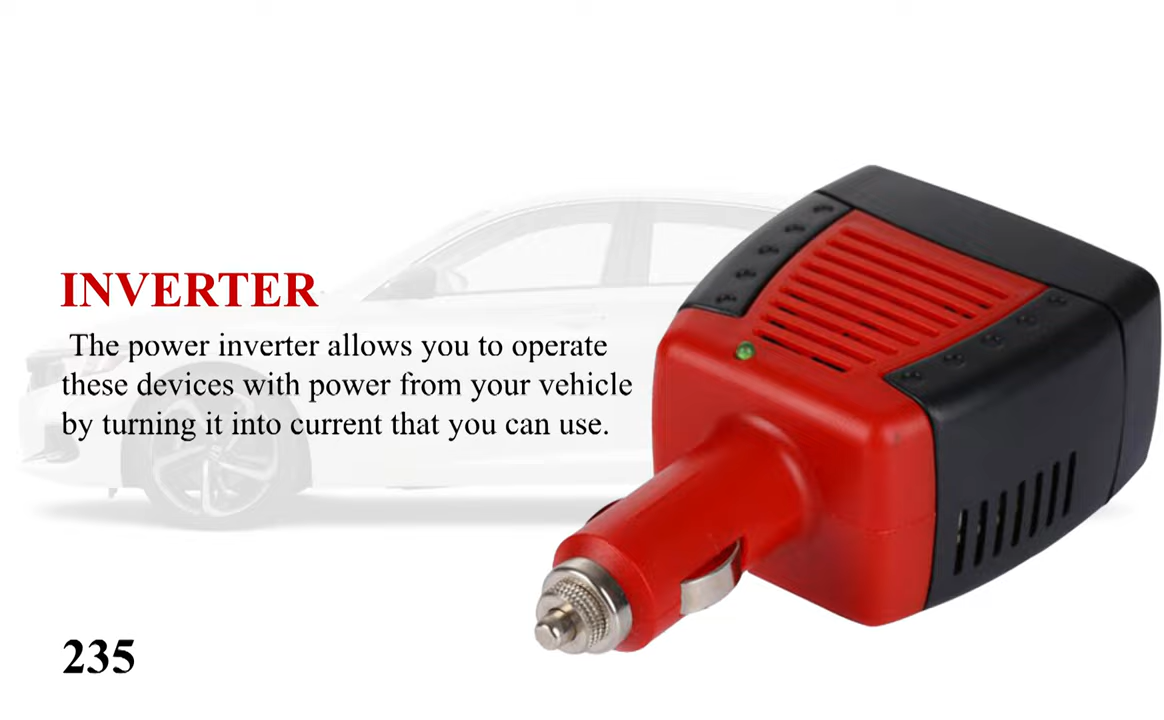 INVERTER
The power inverter allows you to operate
these devices with power from your vehicle
by turning it into current that you can use.
235